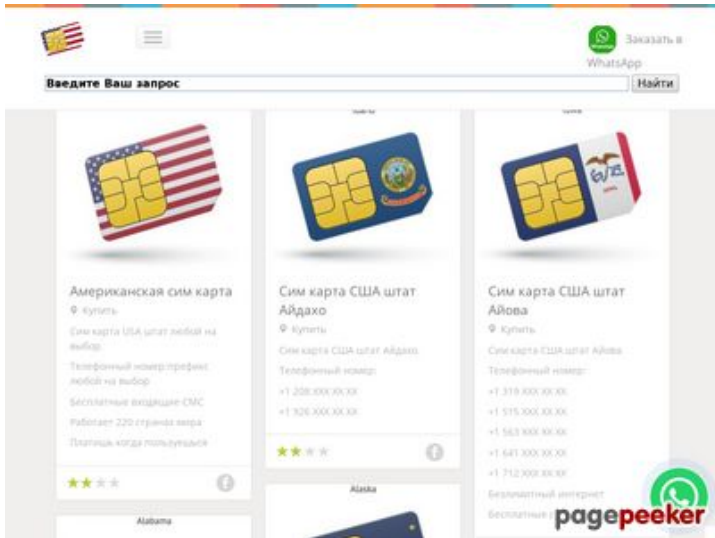 Заказать в
WhatsApp
Введите Ваш запрос
Найти
Американская сим карта
Купить
Сим карта USA штат любой на
выбор
Телефонный номер:префикс
любой на выбор
Бесплатные входящие СМС
Работает 220 странах мира
Платишь когда пользуешься
Alabama
Сим карта США штат
Айдахо
Купить
Сим карта США штат Айдахо
Телефонный номер:
+1 208 XXX XX XX
+1 926 XXX XX XX
Alaska
Сим карта США штат
Айова
Купить
Сим карта США штат Айова
Телефонный номер:
+1 319 XXX XX XX
+1 515 XXX XX XX
+1 563 XXX XX XX
+1 641 XXX XX XX
+1 712 XXX XX XX
Безлимитный интернет
Бесплатные
pagepeeker